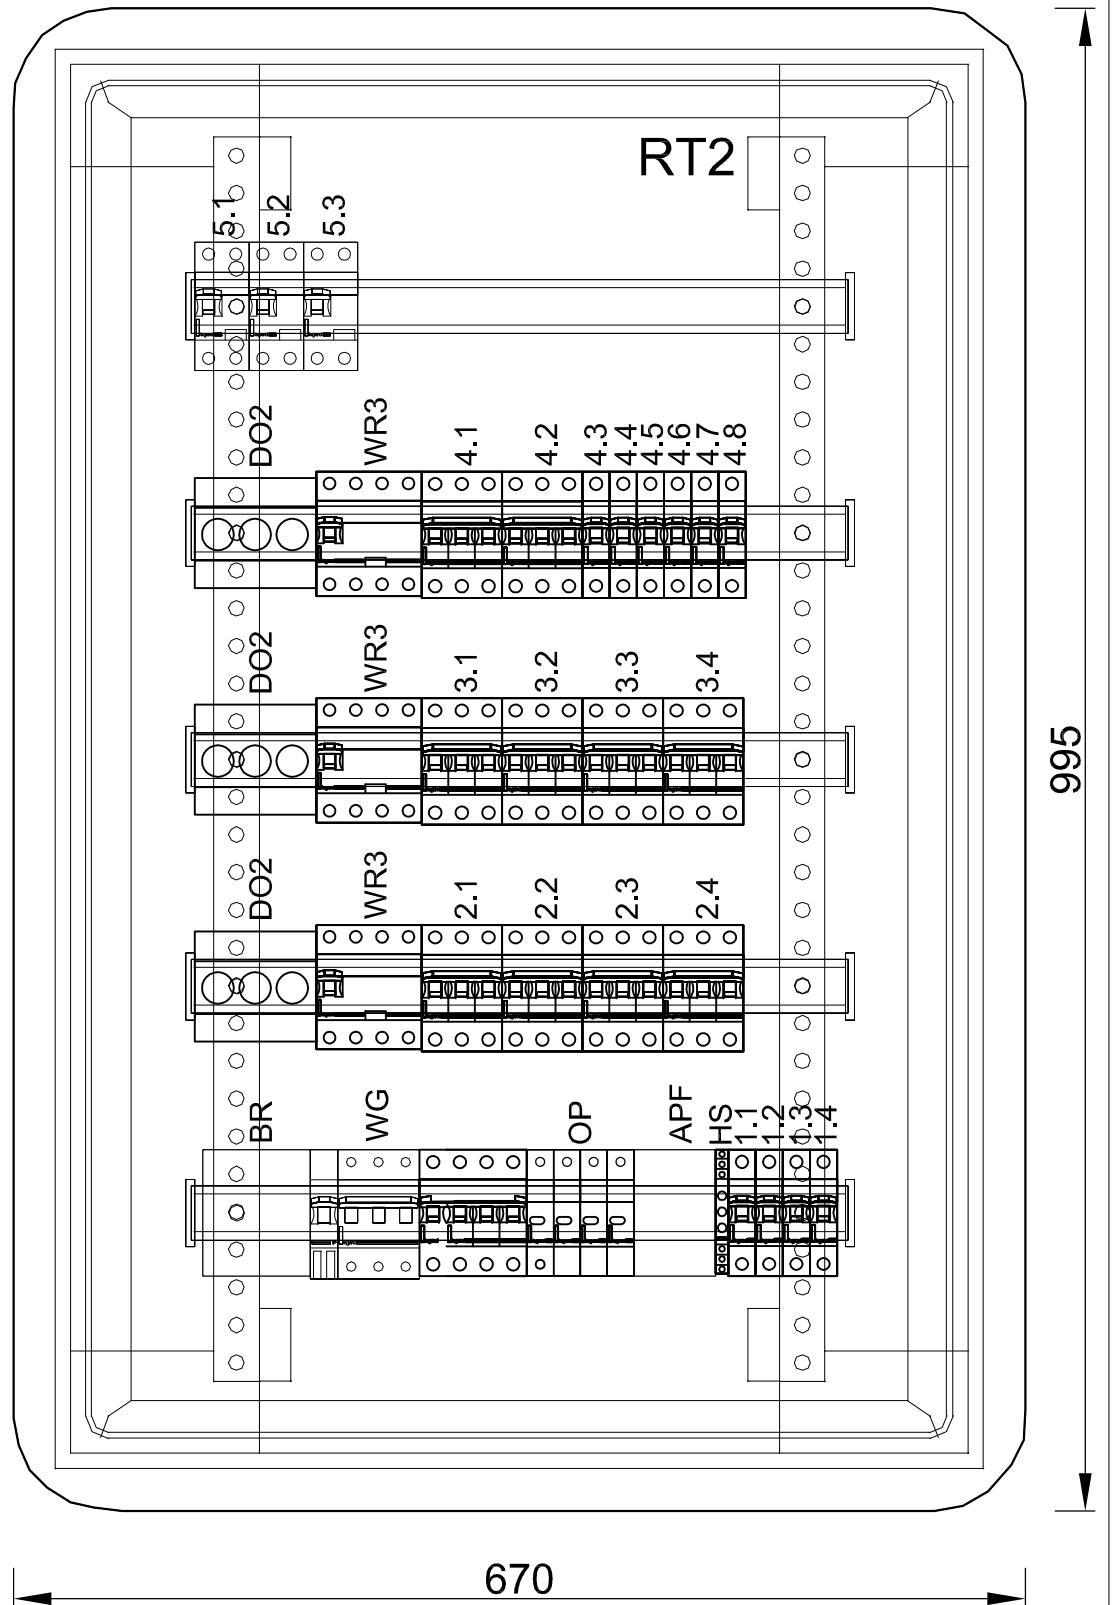 RT2
5.1 5.2 5.3
DO2 WR3 4.1 4.2 4.3 4.4 4.5 4.6 4.7 4.8
DO2 WR3 3.1 3.2 3.3 3.4
995
DO2 WR3 2.1 2.2 2.3 2.4
BR WG OP APF HS 1.1 1.2 1.3 1.4
670